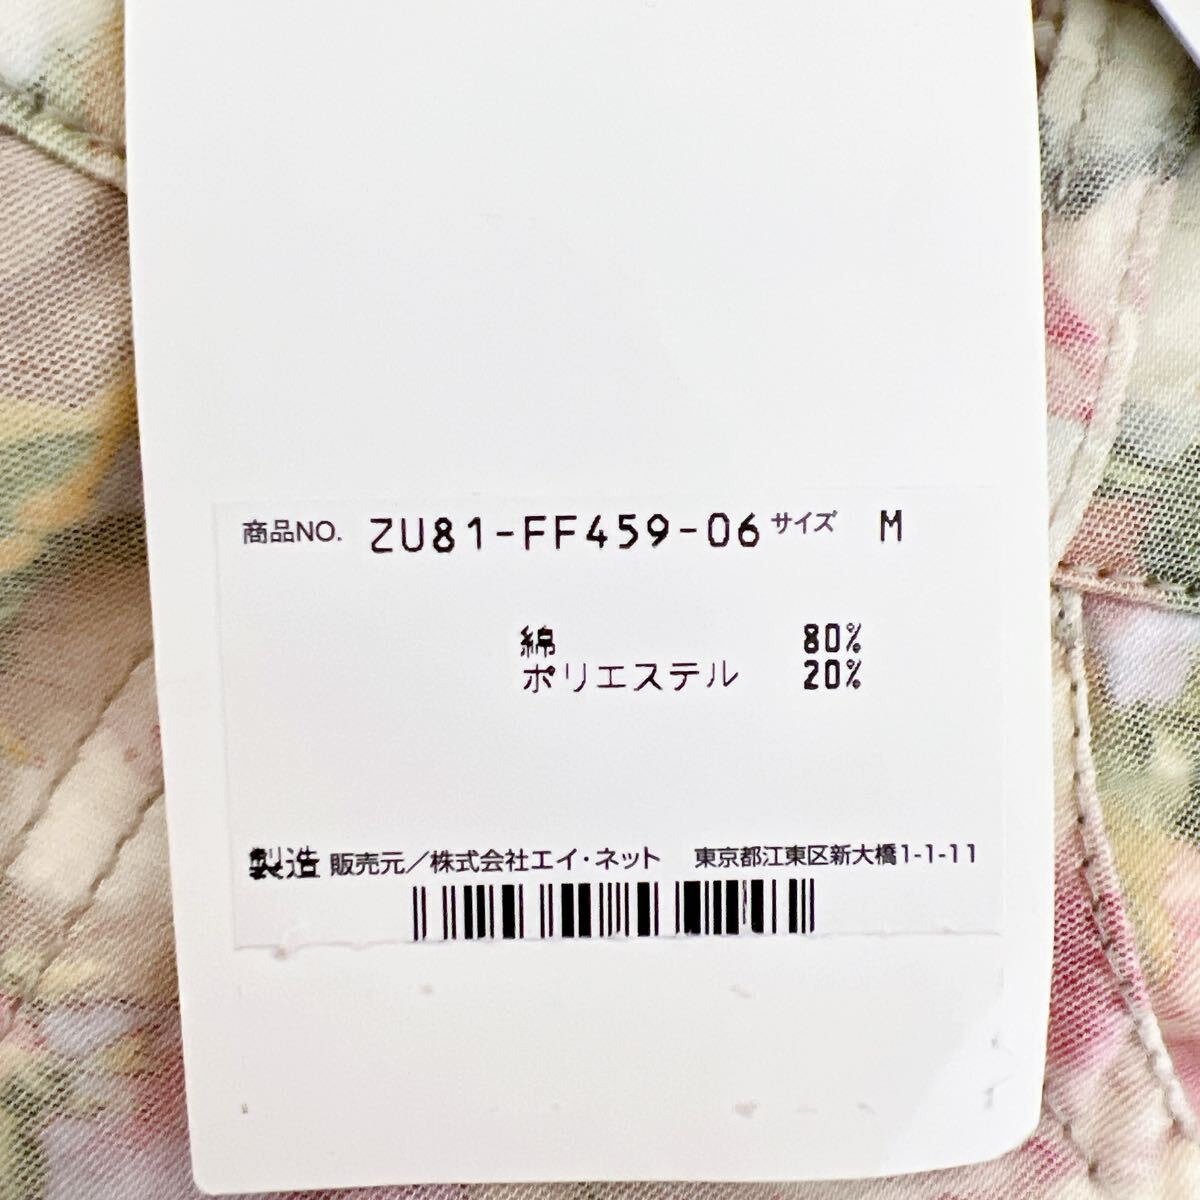 商品NO. ZU81-FF459-06 サイズ M
綿 80%
ポリエステル 20%
製造 販売元／株式会社エイ・ネット 東京都江東区新大橋1-1-11